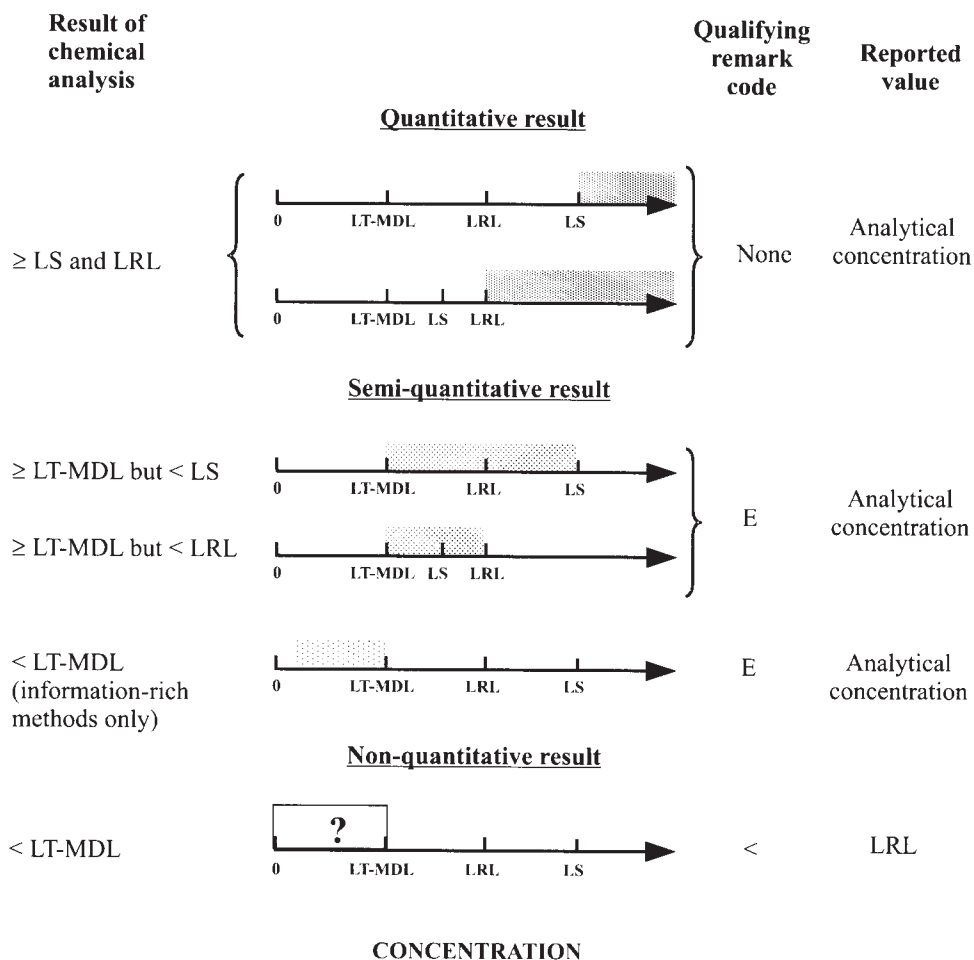 Result of
chemical
analysis
Qualifying
remark
code
Reported
value
Quantitative result
≥ LS and LRL
0 LT-MDL LRL LS
0 LT-MDL LS LRL
None
Analytical
concentration
Semi-quantitative result
≥ LT-MDL but < LS
0 LT-MDL LRL LS
≥ LT-MDL but < LRL
0 LT-MDL LS LRL
E
Analytical
concentration
< LT-MDL
(information-rich
methods only)
0 LT-MDL LRL LS
E
Analytical
concentration
Non-quantitative result
< LT-MDL
?
0 LT-MDL LRL LS
<
LRL
CONCENTRATION